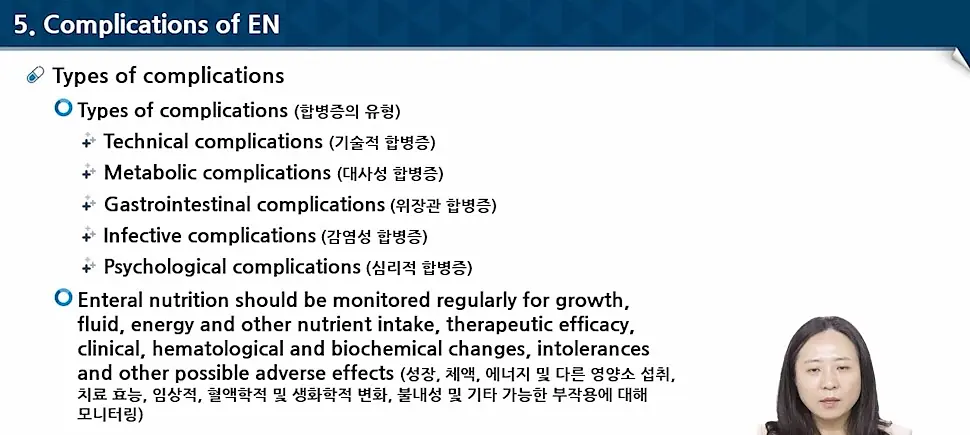 5. Complications of EN
Types of complications
Types of complications (합병증의 유형)
Technical complications (기술적 합병증)
Metabolic complications (대사성 합병증)
Gastrointestinal complications (위장관 합병증)
Infective complications (감염성 합병증)
Psychological complications (심리적 합병증)
Enteral nutrition should be monitored regularly for growth,
fluid, energy and other nutrient intake, therapeutic efficacy,
clinical, hematological and biochemical changes, intolerances
and other possible adverse effects (성장, 체액, 에너지 및 다른 영양소 섭취,
치료 효능, 임상적, 혈액학적 및 생화학적 변화, 불내성 및 기타 가능한 부작용에 대해
모니터링)